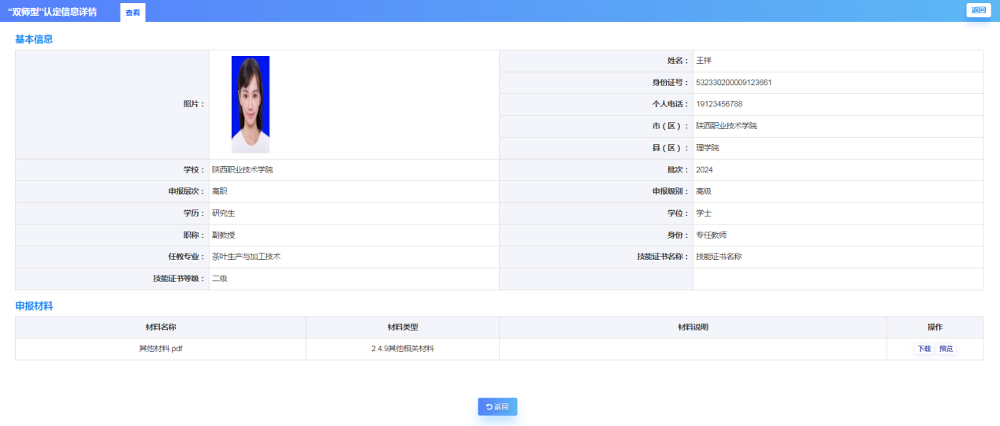 “双师型”认定信息详情 查看 返回
基本信息
照片：
姓名： 王祥
身份证号： 532330200009123661
个人电话： 19123456788
市（区）： 陕西职业技术学院
县（区）： 理学院
学校： 陕西职业技术学院 批次： 2024
申报层次： 高职 申报级别： 高级
学历： 研究生 学位： 学士
职称： 副教授 身份： 专任教师
任教专业： 茶叶生产与加工技术 技能证书名称： 技能证书名称
技能证书等级： 二级
申报材料
材料名称 材料类型 材料说明 操作
其他材料.pdf 2.4.9其他相关材料 下载 预览
返回